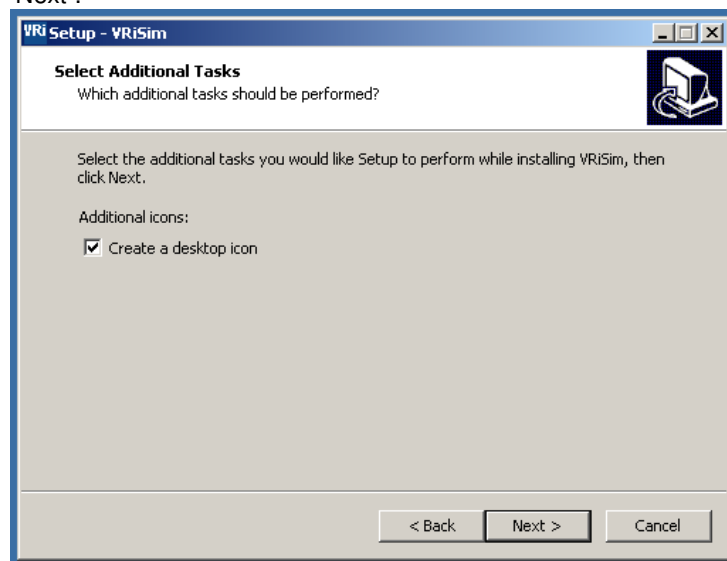 "Next".
VRi Setup - VRiSim
Select Additional Tasks
Which additional tasks should be performed?
Select the additional tasks you would like Setup to perform while installing VRiSim, then
click Next.
Additional icons:
Create a desktop icon
< Back Next > Cancel